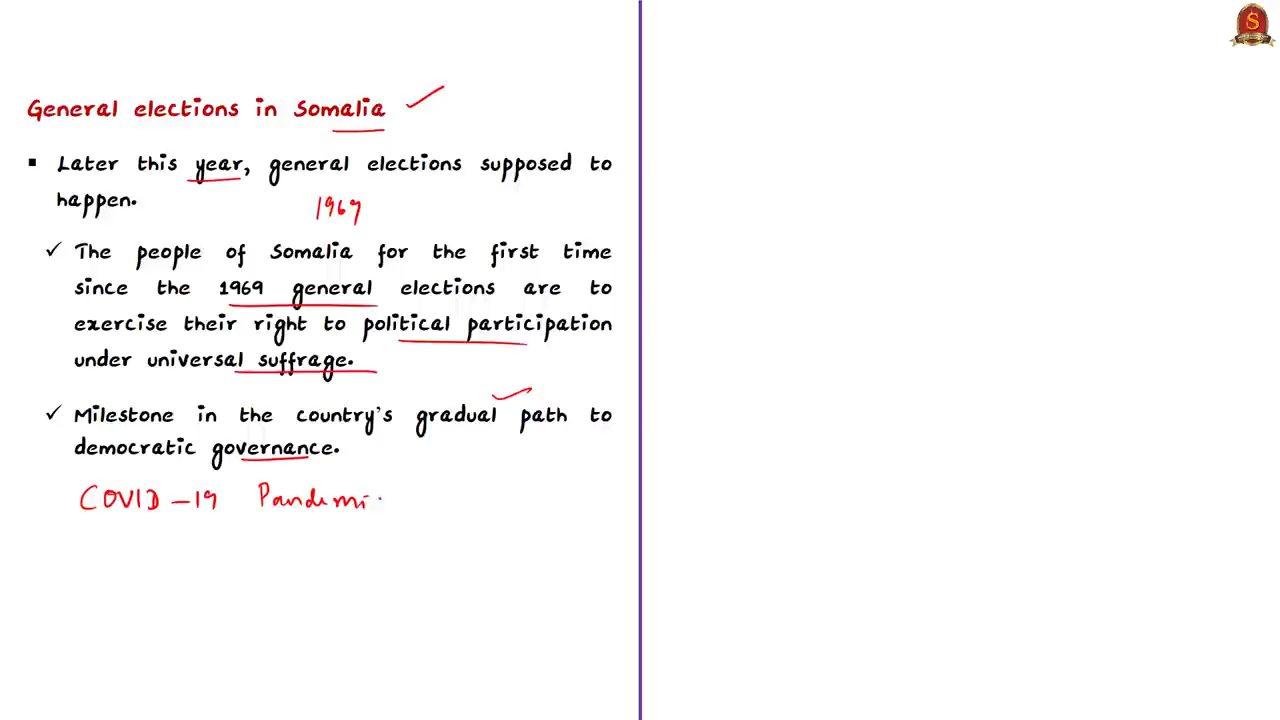 General elections in Somalia
▪ Later this year, general elections supposed to
happen.
1969
✓ The people of Somalia for the first time
since the 1969 general elections are to
exercise their right to political participation
under universal suffrage.
✓ Milestone in the country's gradual path to
democratic governance.
COVID-19 Pandemi
S